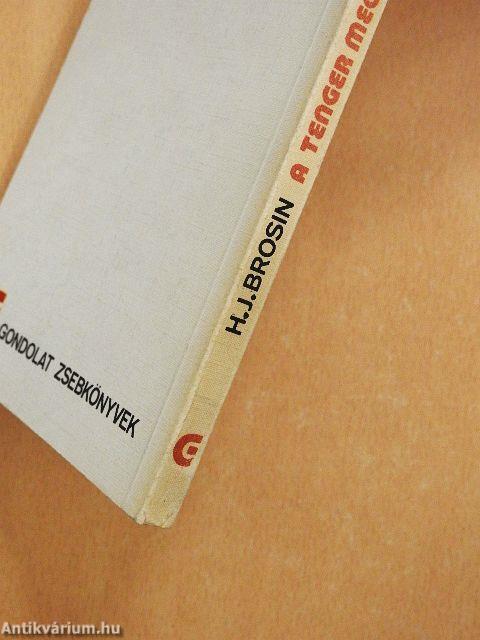 H.J.BROSIN A TENGER
GONDOLAT ZSEBKÖNYVEK
G
Antikvárium.hu